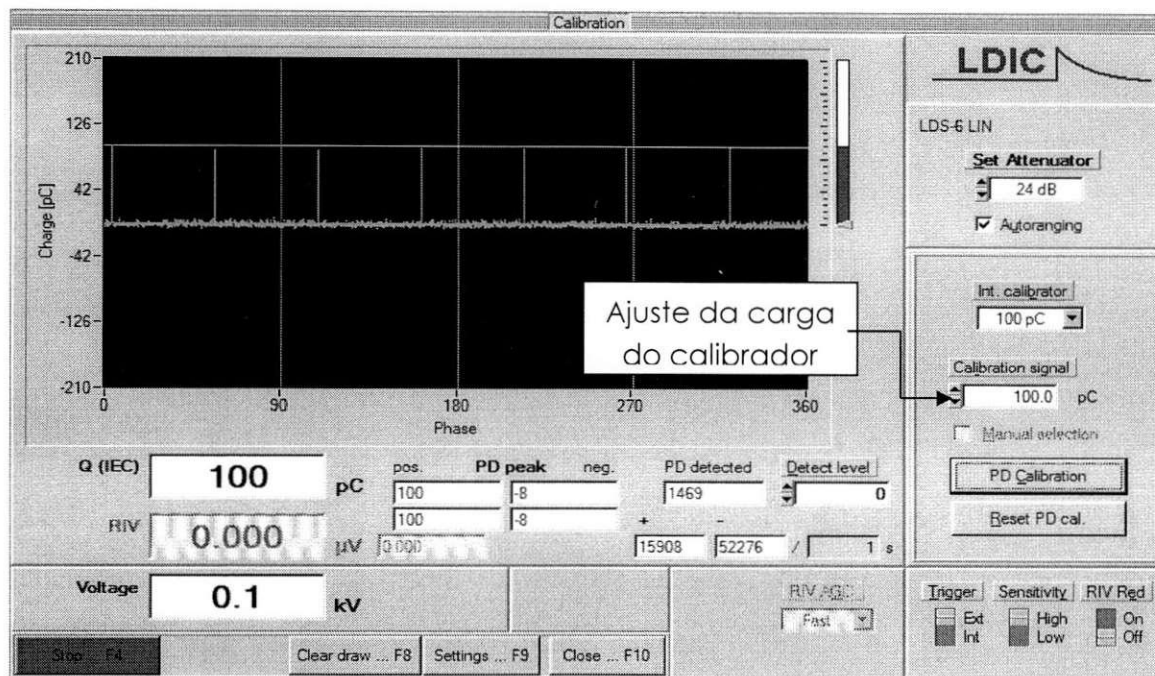 Calibration
210
126
42
-42
-126
-210
Charge [pC]
0 90 180 270 360
Phase
LDIC
LDS-6 LIN
Set Attenuator
24 dB
Autoranging
Int. calibrator
100 pC
Ajuste da carga
do calibrador
Calibration signal
100.0 pC
Manual selection
PD Calibration
Reset PD cal.
Q (IEC) 100 pC
pos. PD peak neg.
100 -8
100 -8
PD detected
1469
Detect level
0
RIV 0.000 µV 0.000
+ -
15908 52276 / 1 s
Voltage 0.1 kV
RIV AGC
Fast
Trigger Sensitivity RIV Red
Ext High On
Int Low Off
Stop ... F4 Clear draw ... F8 Settings ... F9 Close ... F10